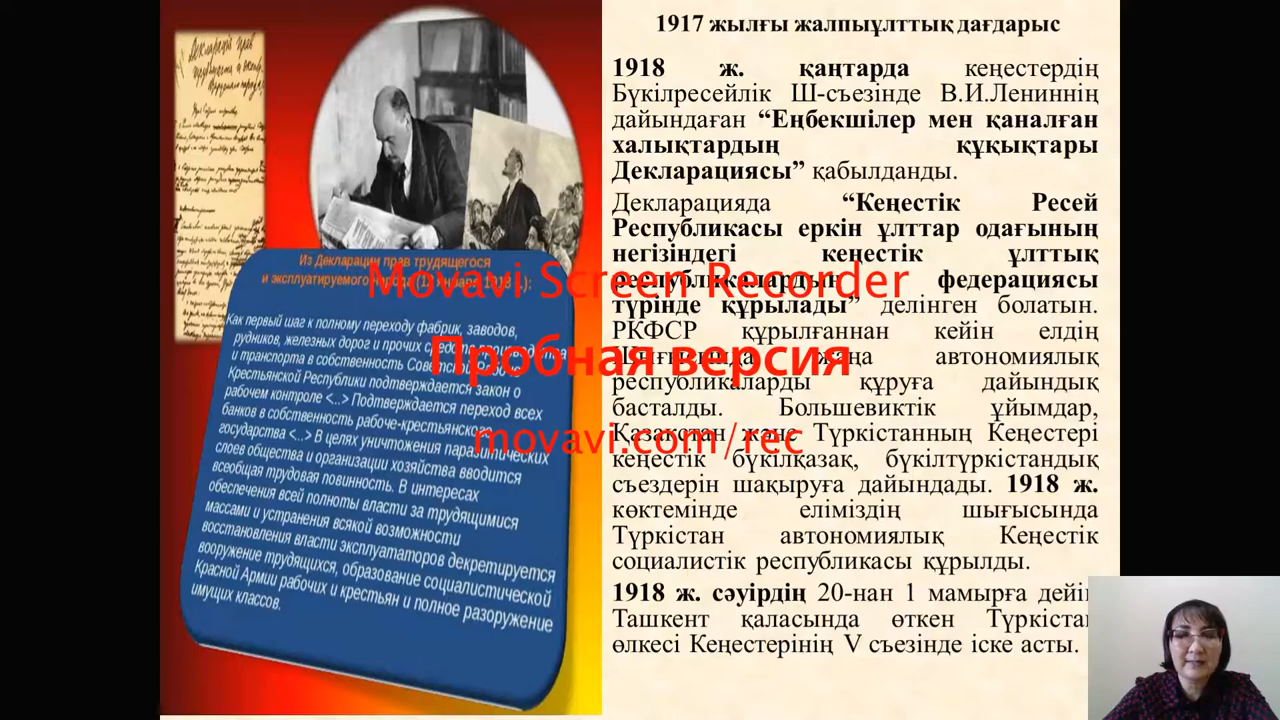 1917 жылғы жалпыұлттық дағдарыс
1918 ж. қаңтарда кеңестердің
Бүкілресейлік Ш-съезінде В.И.Лениннің
дайындаған “Еңбекшілер мен қаналған
халықтардың құқықтары
Декларациясы” қабылданды.
Декларацияда “Кеңестік Ресей
Республикасы еркін ұлттар одағының
негізіндегі кеңестік ұлттық
республикалардың федерациясы
түрінде құрылады” делінген болатын.
РКФСР құрылғаннан кейін елдің
жаңа автономиялық
республикаларды құруға дайындық
басталды. Большевиктік ұйымдар,
Қазақстан және Түркістанның Кеңестері
кеңестік бүкілқазақ, бүкілтүркістандық
съездерін шақыруға дайындады. 1918 ж.
көктемінде еліміздің шығысында
Түркістан автономиялық Кеңестік
социалистік республикасы құрылды.
1918 ж. сәуірдің 20-нан 1 мамырға
Ташкент қаласында өткен
өлкесі Кеңестерінің V съезінде іске асты.
Из Декларации прав трудящегося
и эксплуатируемого народа
Как первый шаг к полному переходу фабрик, заводов,
рудников, железных дорог и прочих средств производства
и транспорта в собственность Советской
Крестьянской Республики подтверждается закон о
рабочем контроле <...> Подтверждается переход всех
банков в собственность рабоче-крестьянского
государства <...> В целях уничтожения паразитических
слоев общества и организации хозяйства вводится
всеобщая трудовая повинность. В интересах
обеспечения всей полноты власти за трудящимися
массами и устранения всякой возможности
восстановления власти эксплуататоров декретируется
вооружение трудящихся, образование социалистической
Красной Армии рабочих и крестьян и полное разоружение
имущих классов.
Movavi Screen Recorder
Пробная версия
movavi.com/rec